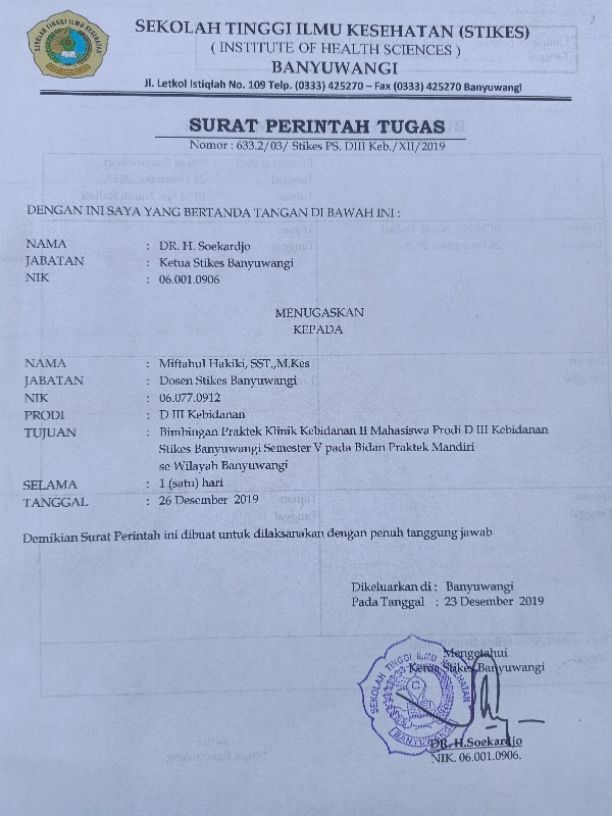 SEKOLAH TINGGI ILMU KESEHATAN (STIKES)
( INSTITUTE OF HEALTH SCIENCES )
BANYUWANGI
Jl. Letkol Istiqlah No. 109 Telp. (0333) 425270 – Fax (0333) 425270 Banyuwangi
SURAT PERINTAH TUGAS
Nomor : 633.2/03/ Stikes PS. DIII Keb./XII/2019
DENGAN INI SAYA YANG BERTANDA TANGAN DI BAWAH INI :
NAMA : DR. H. Soekardjo
JABATAN : Ketua Stikes Banyuwangi
NIK : 06.001.0906
MENUGASKAN
KEPADA
NAMA : Miftahul Hakiki, SST.,M.Kes
JABATAN : Dosen Stikes Banyuwangi
NIK : 06.077.0912
PRODI : D III Kebidanan
TUJUAN : Bimbingan Praktek Klinik Kebidanan II Mahasiswa Prodi D III Kebidanan
Stikes Banyuwangi Semester V pada Bidan Praktek Mandiri
se Wilayah Banyuwangi
SELAMA : 1 (satu) hari
TANGGAL : 26 Desember 2019
Demikian Surat Perintah ini dibuat untuk dilaksanakan dengan penuh tanggung jawab
Dikeluarkan di : Banyuwangi
Pada Tanggal : 23 Desember 2019
Mengetahui
Ketua Stikes Banyuwangi
SEKOLAH TINGGI ILMU KESEHATAN
BANYUWANGI
DR. H.Soekardjo
NIK. 06.001.0906.